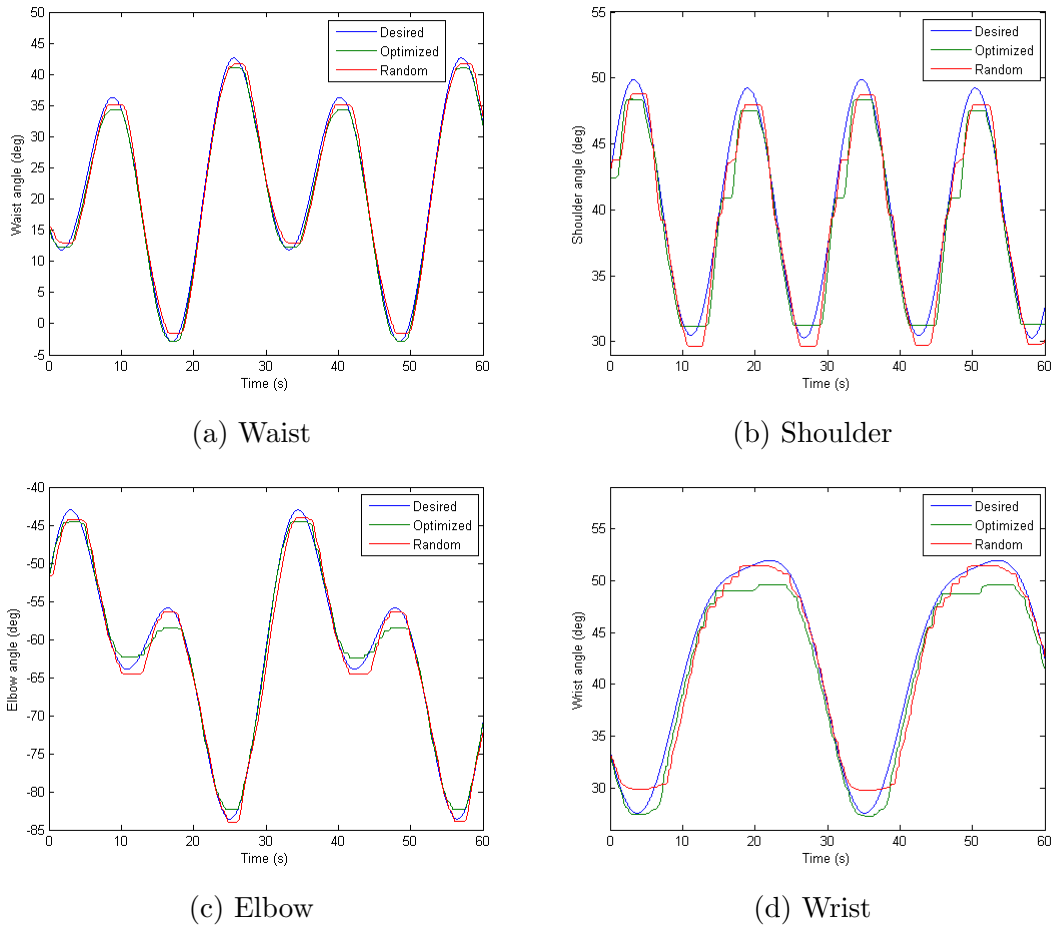 50
45
40
35
30
25
20
15
10
5
0
-5
Waist angle (deg)
Desired
Optimized
Random
0 10 20 30 40 50 60
Time (s)
(a) Waist
55
50
45
40
35
30
Shoulder angle (deg)
Desired
Optimized
Random
0 10 20 30 40 50 60
Time (s)
(b) Shoulder
-40
-45
-50
-55
-60
-65
-70
-75
-80
-85
Elbow angle (deg)
Desired
Optimized
Random
0 10 20 30 40 50 60
Time (s)
(c) Elbow
55
50
45
40
35
30
Wrist angle (deg)
Desired
Optimized
Random
0 10 20 30 40 50 60
Time (s)
(d) Wrist